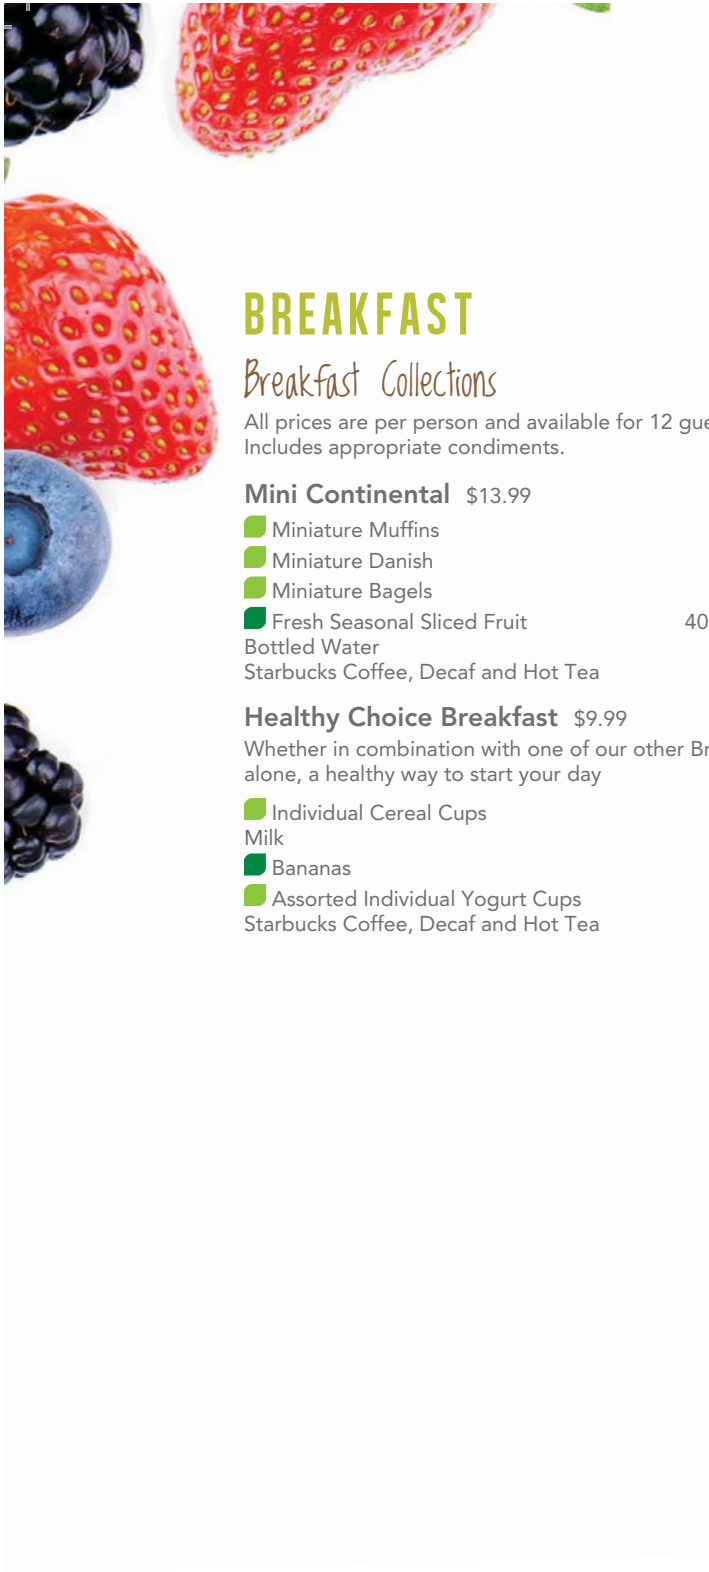 BREAKFAST
Breakfast Collections
All prices are per person and available for 12
Includes appropriate condiments.
Mini Continental $13.99
Miniature Muffins
Miniature Danish
Miniature Bagels
Fresh Seasonal Sliced Fruit 40
Bottled Water
Starbucks Coffee, Decaf and Hot Tea
Healthy Choice Breakfast $9.99
Whether in combination with one of our other
alone, a healthy way to start your day
Individual Cereal Cups
Milk
Bananas
Assorted Individual Yogurt Cups
Starbucks Coffee, Decaf and Hot Tea